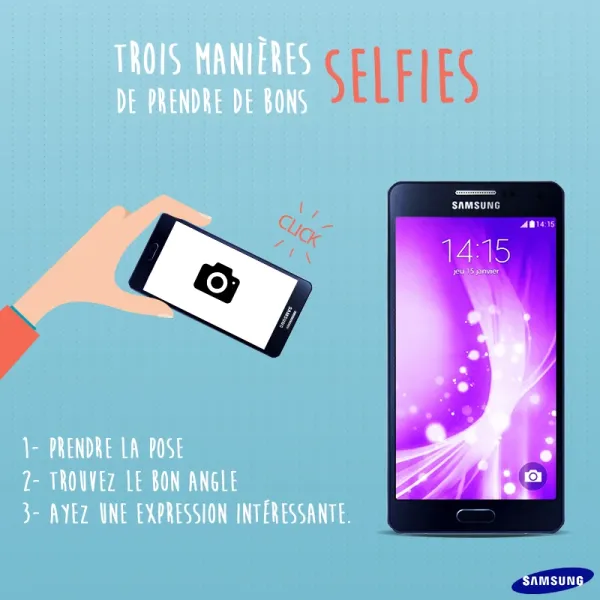 TROIS MANIÈRES
DE PRENDRE DE BONS
SELFIES
CLICK
SAMSUNG
SAMSUNG
14:15
14:15
jeu. 15 janvier
1- PRENDRE LA POSE
2- TROUVEZ LE BON ANGLE
3- AYEZ UNE EXPRESSION INTÉRESSANTE.
SAMSUNG